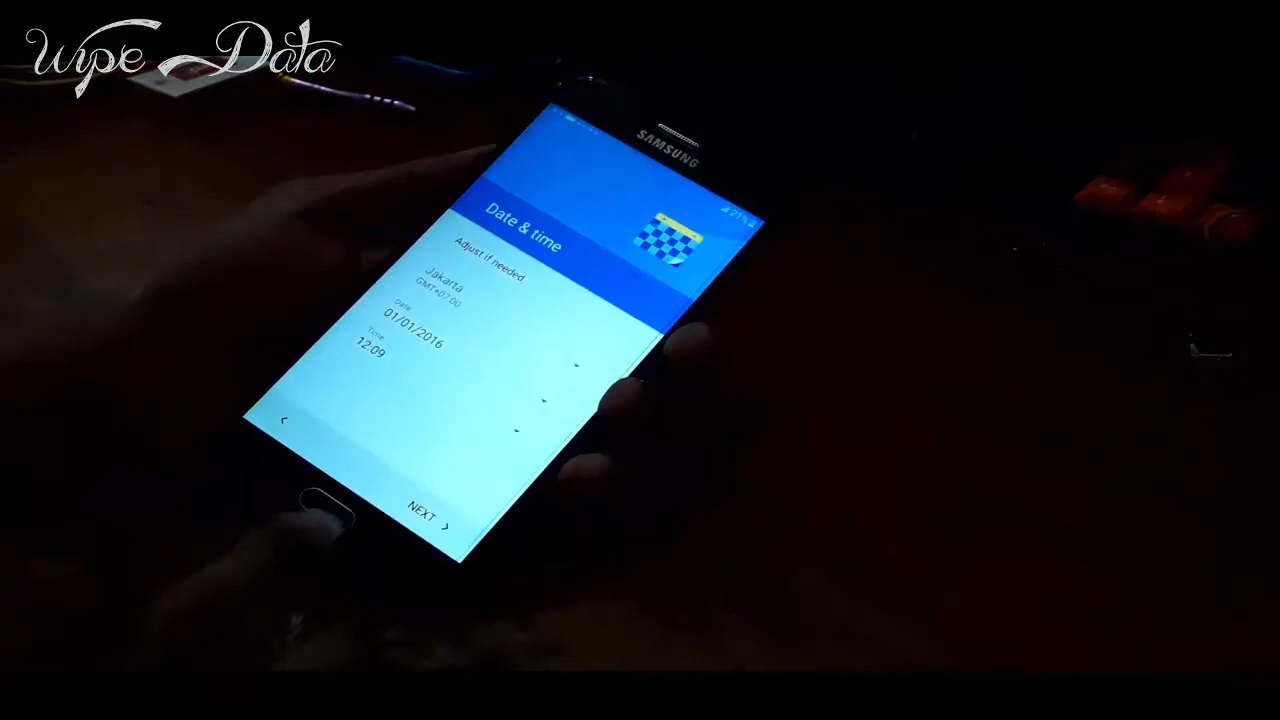 Wipe Data
SAMSUNG
21%
Date & time
Adjust if needed.
Jakarta
GMT+07:00
Date
01/01/2016
Time
12:09
NEXT